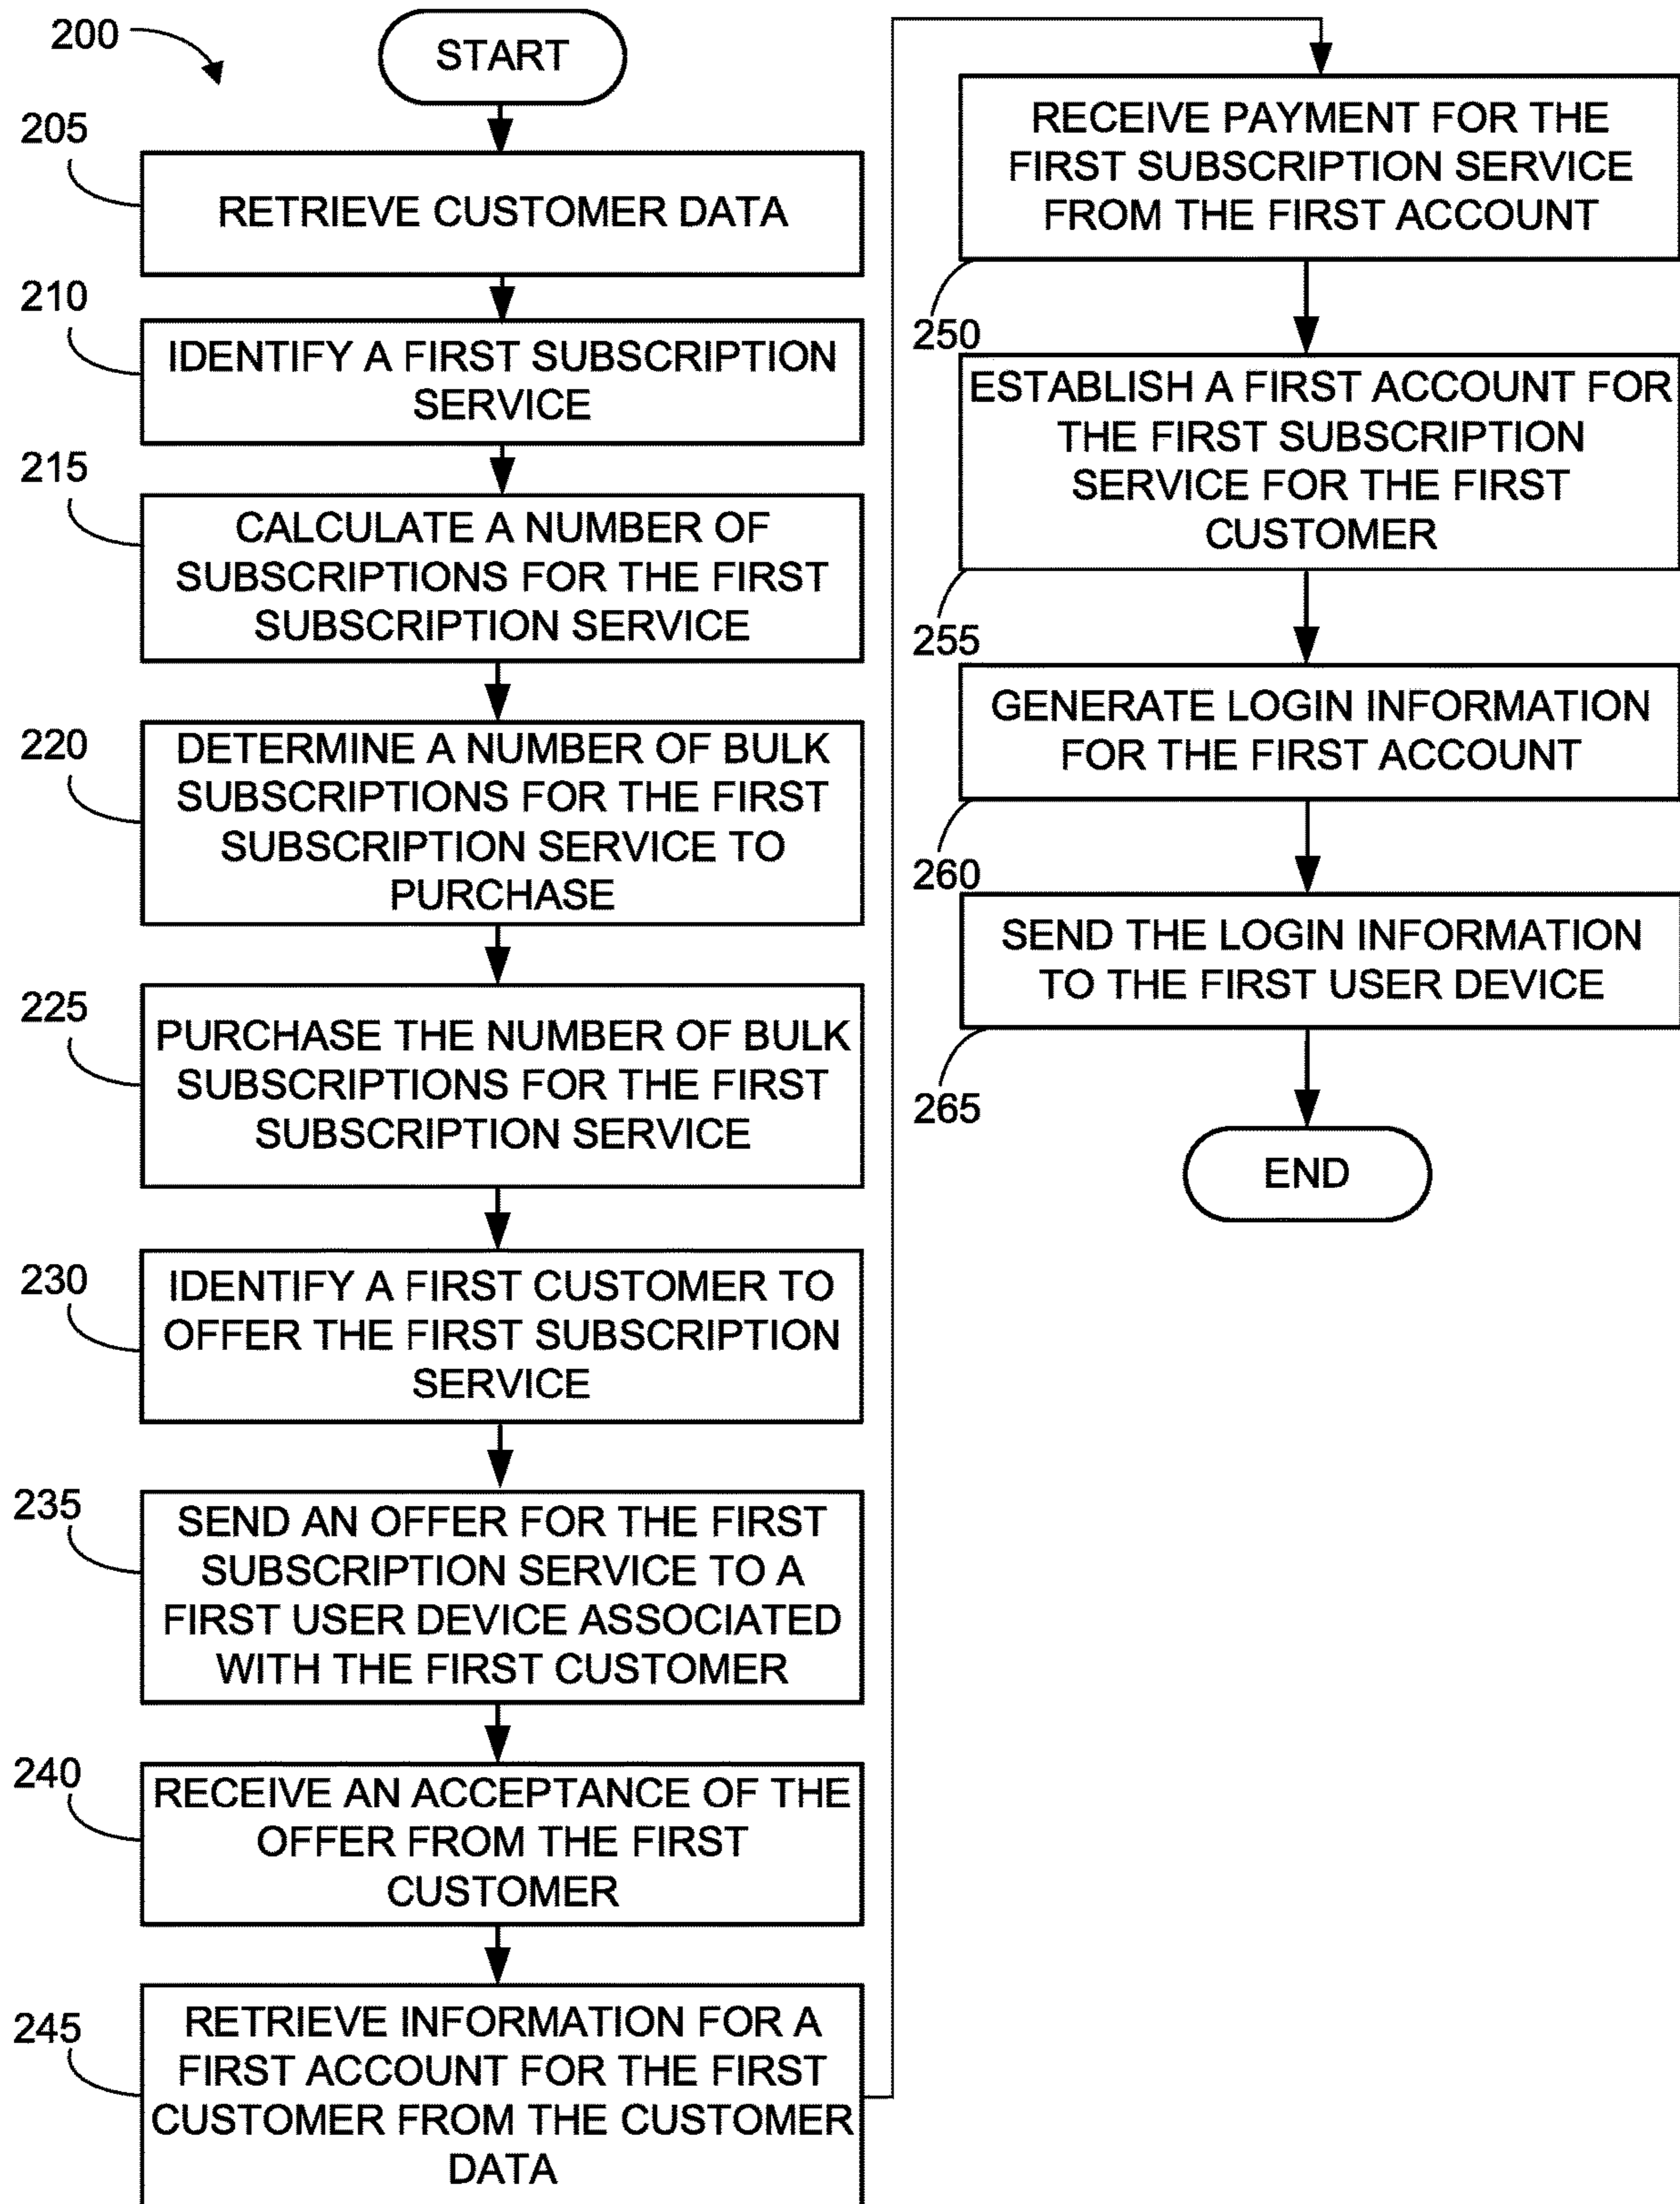 200
START
205
RETRIEVE CUSTOMER DATA
210
IDENTIFY A FIRST SUBSCRIPTION
SERVICE
215
CALCULATE A NUMBER OF
SUBSCRIPTIONS FOR THE FIRST
SUBSCRIPTION SERVICE
220
DETERMINE A NUMBER OF BULK
SUBSCRIPTIONS FOR THE FIRST
SUBSCRIPTION SERVICE TO
PURCHASE
225
PURCHASE THE NUMBER OF BULK
SUBSCRIPTIONS FOR THE FIRST
SUBSCRIPTION SERVICE
230
IDENTIFY A FIRST CUSTOMER TO
OFFER THE FIRST SUBSCRIPTION
SERVICE
235
SEND AN OFFER FOR THE FIRST
SUBSCRIPTION SERVICE TO A
FIRST USER DEVICE ASSOCIATED
WITH THE FIRST CUSTOMER
240
RECEIVE AN ACCEPTANCE OF THE
OFFER FROM THE FIRST
CUSTOMER
245
RETRIEVE INFORMATION FOR A
FIRST ACCOUNT FOR THE FIRST
CUSTOMER FROM THE CUSTOMER
DATA
RECEIVE PAYMENT FOR THE
FIRST SUBSCRIPTION SERVICE
FROM THE FIRST ACCOUNT
250
ESTABLISH A FIRST ACCOUNT FOR
THE FIRST SUBSCRIPTION
SERVICE FOR THE FIRST
CUSTOMER
255
GENERATE LOGIN INFORMATION
FOR THE FIRST ACCOUNT
260
SEND THE LOGIN INFORMATION
TO THE FIRST USER DEVICE
265
END